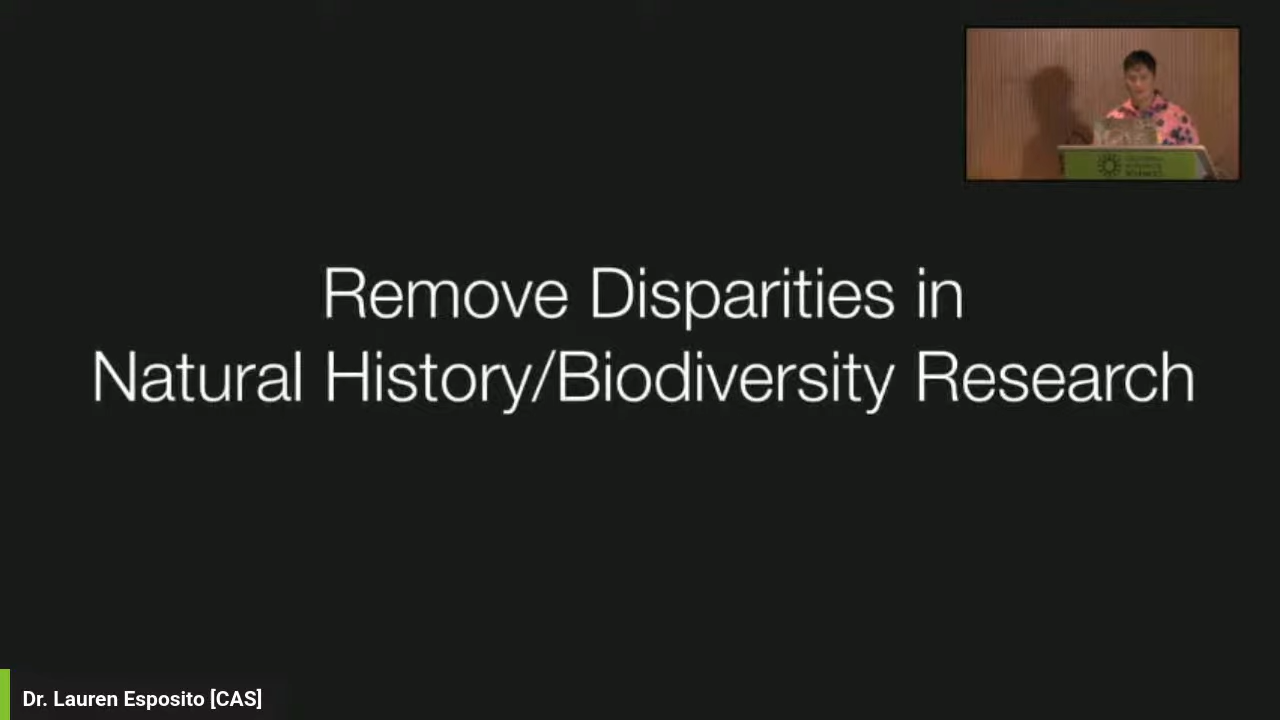 Remove Disparities in
Natural History/Biodiversity Research
Dr. Lauren Esposito [CAS]